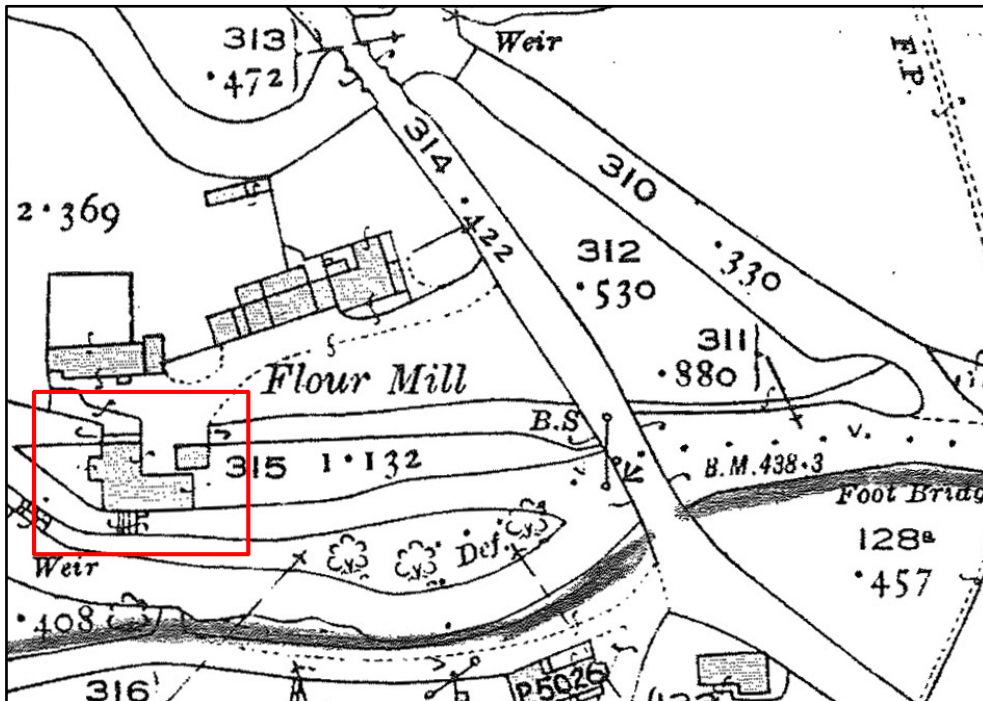 313
·472
Weir
F.P.
314
·422
310
·330
2·369
312
·530
311
·880
Flour Mill
B.S
315
1·132
B.M.438·3
Foot Bridg
128a
·457
Def.
Weir
·408
316
P5026